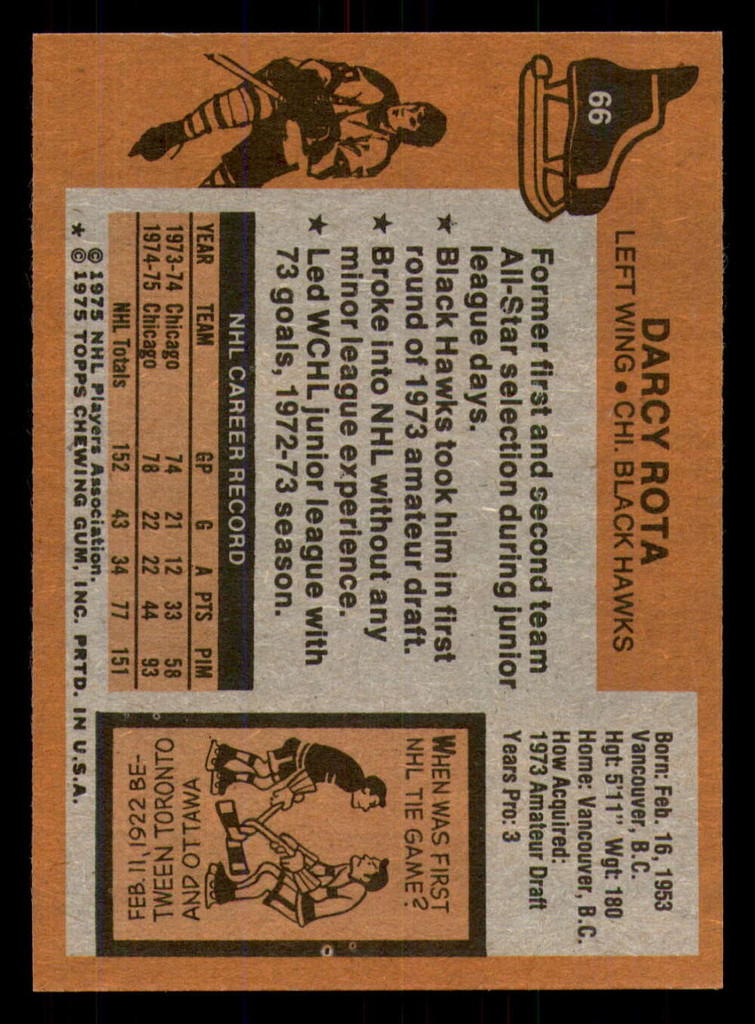 66
DARCY ROTA
LEFT WING • CHI. BLACK HAWKS
Former first and second team
All-Star selection during junior
league days.
★ Black Hawks took him in first
round of 1973 amateur draft.
★ Broke into NHL without any
minor league experience.
★ Led WCHL junior league with
73 goals, 1972-73 season.
NHL CAREER RECORD
YEAR TEAM GP G A PTS PIM
1973-74 Chicago 74 21 12 33 58
1974-75 Chicago 78 22 22 44 93
NHL Totals 152 43 34 77 151
Born: Feb. 16, 1953
Vancouver, B.C.
Hgt: 5'11" Wgt: 180
Home: Vancouver, B.C.
How Acquired:
1973 Amateur Draft
Years Pro: 3
WHEN WAS FIRST
NHL TIE GAME?
FEB. 11, 1922 BE-
TWEEN TORONTO
AND OTTAWA
© 1975 NHL Players Association.
* © 1975 TOPPS CHEWING GUM, INC. PRTD. IN U.S.A.